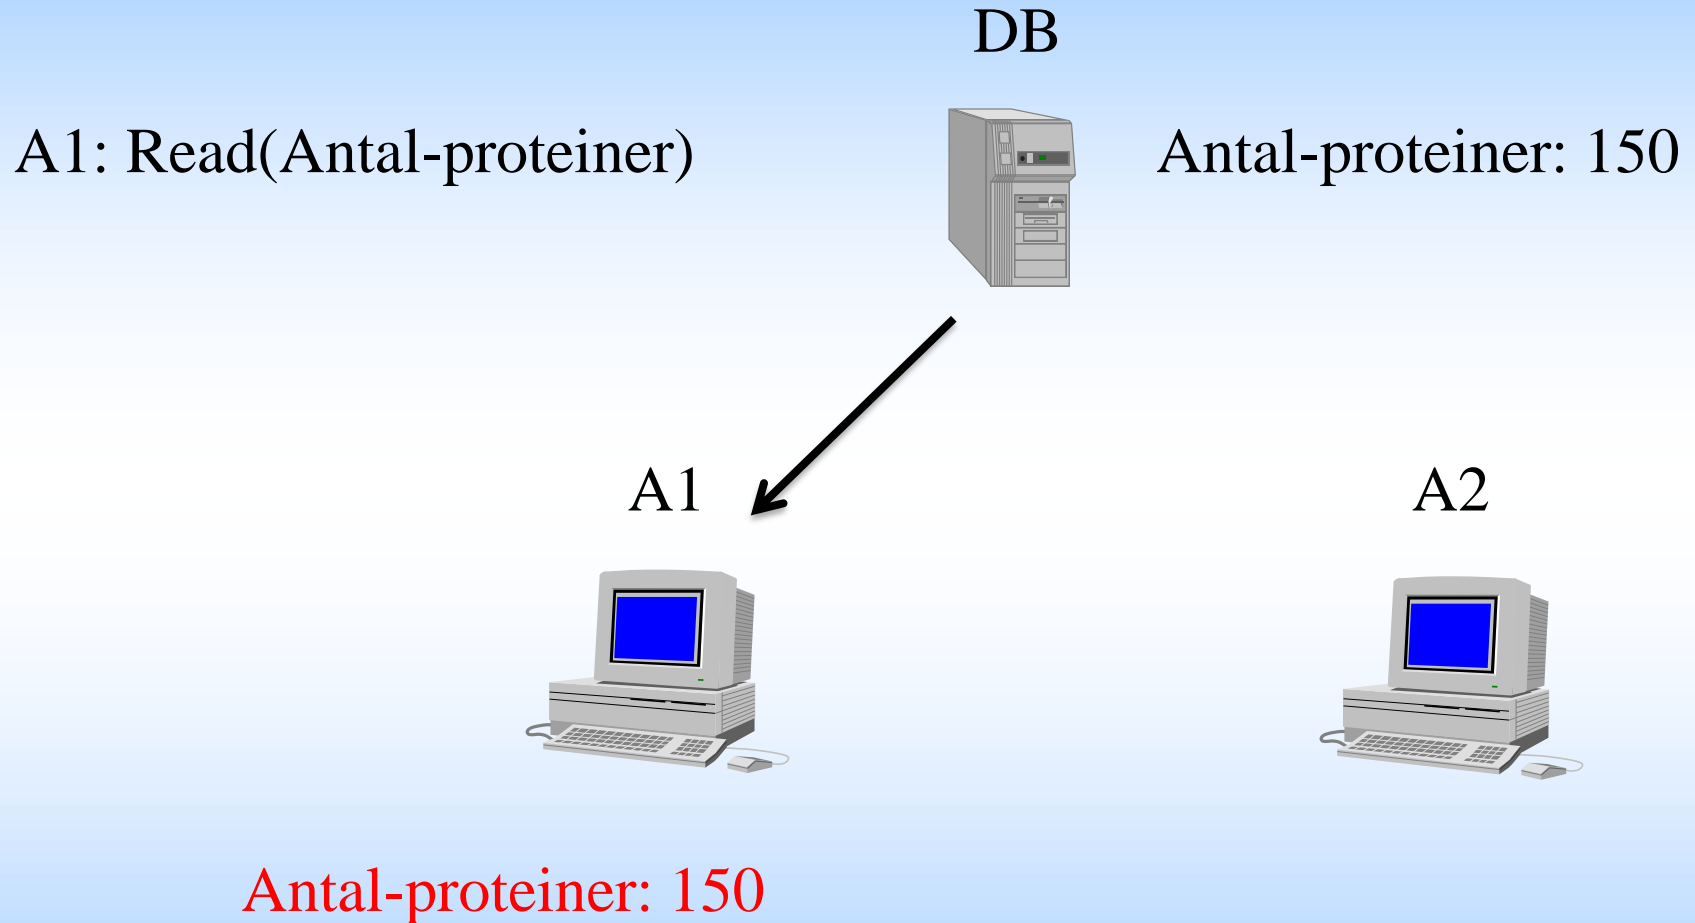 DB
A1: Read(Antal-proteiner)
Antal-proteiner: 150
A1
A2
Antal-proteiner: 150